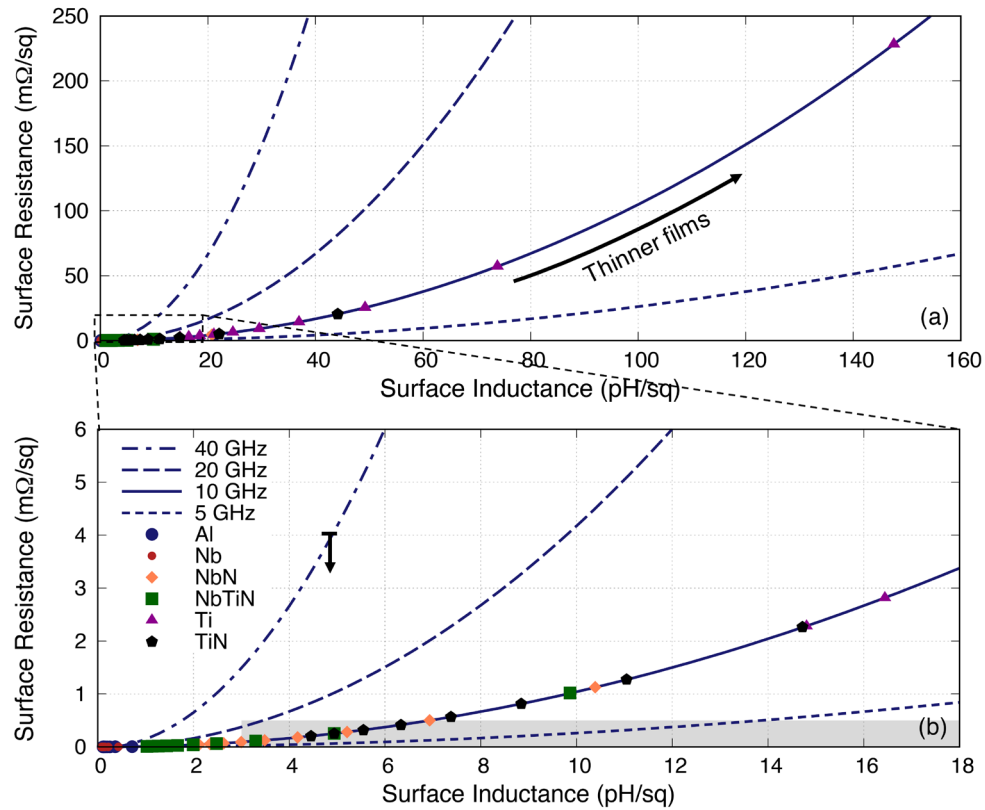 250
200
150
100
50
0
Surface Resistance (mΩ/sq)
Thinner films
(a)
0 20 40 60 80 100 120 140 160
Surface Inductance (pH/sq)
6
5
4
3
2
1
0
Surface Resistance (mΩ/sq)
40 GHz
20 GHz
10 GHz
5 GHz
Al
Nb
NbN
NbTiN
Ti
TiN
(b)
0 2 4 6 8 10 12 14 16 18
Surface Inductance (pH/sq)